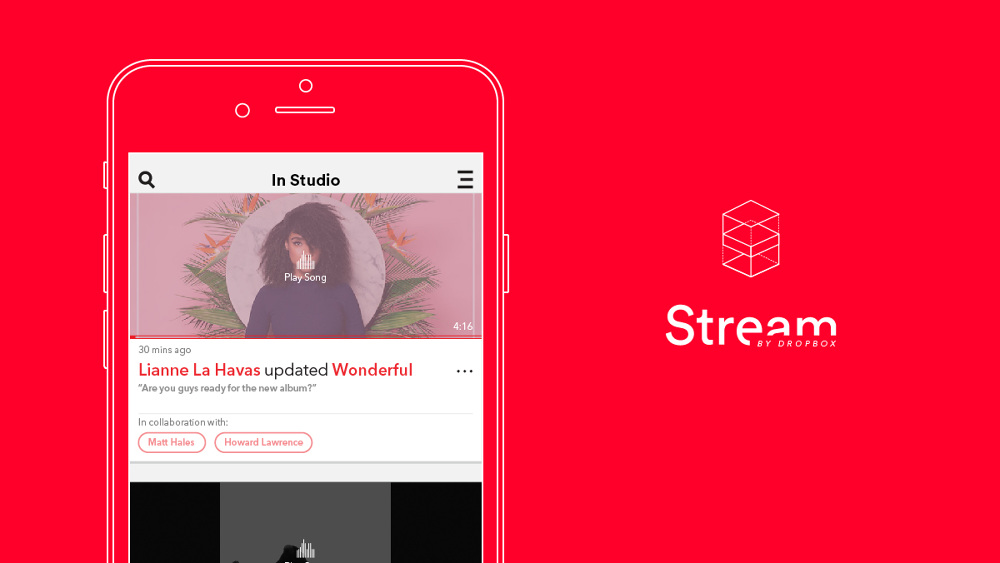 In Studio
Play Song
4:16
30 mins ago
Lianne La Havas updated Wonderful
"Are you guys ready for the new album?"
In collaboration with:
Matt Hales
Howard Lawrence
Stream
BY DROPBOX